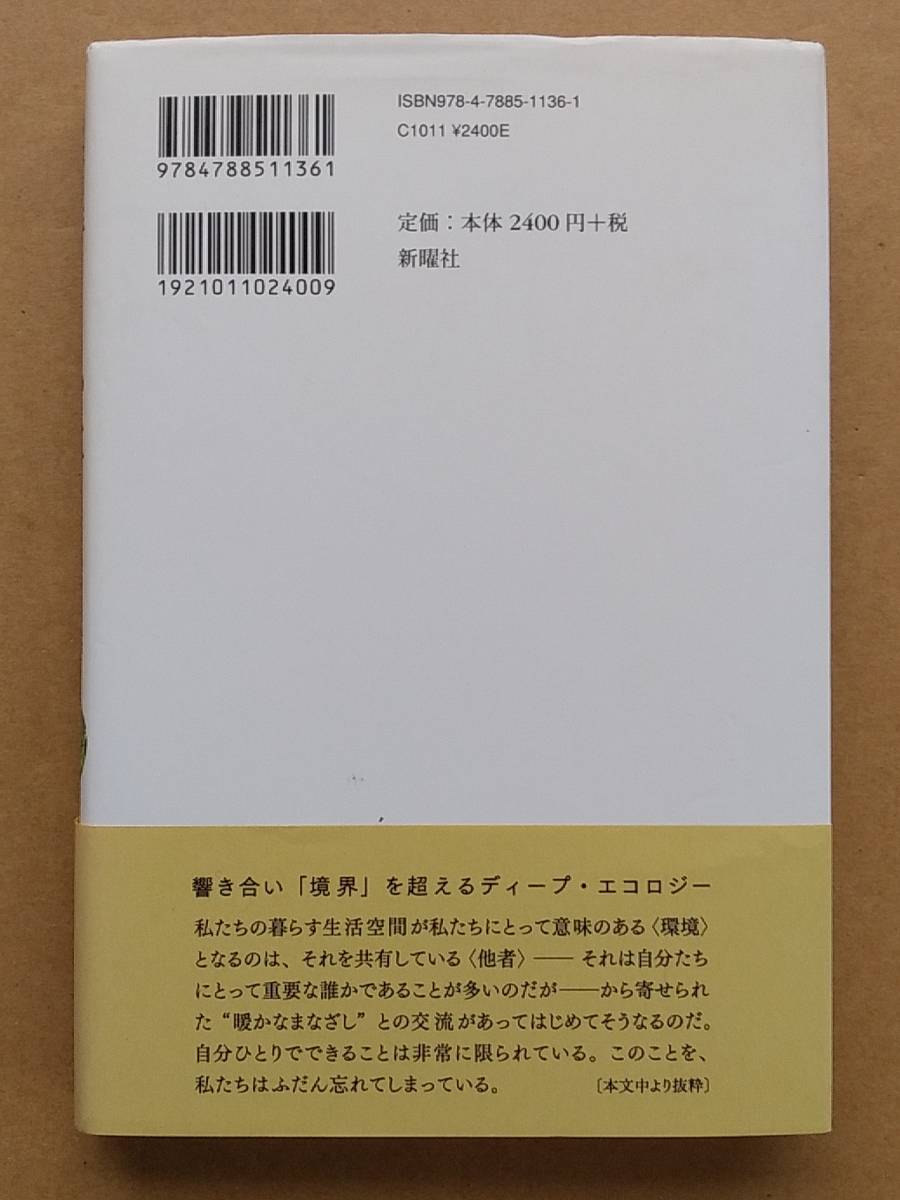 ISBN978-4-7885-1136-1
C1011 ¥2400E
9784788511361
定価：本体2400円＋税
新曜社
1921011024009
響き合い「境界」を超えるディープ・エコロジー
私たちの暮らす生活空間が私たちにとって意味のある〈環境〉
となるのは、それを共有している〈他者〉―― それは自分たち
にとって重要な誰かであることが多いのだが――から寄せられ
た“暖かなまなざし”との交流があってはじめてそうなるのだ。
自分ひとりでできることは非常に限られている。このことを、
私たちはふだん忘れてしまっている。 〔本文中より抜粋〕